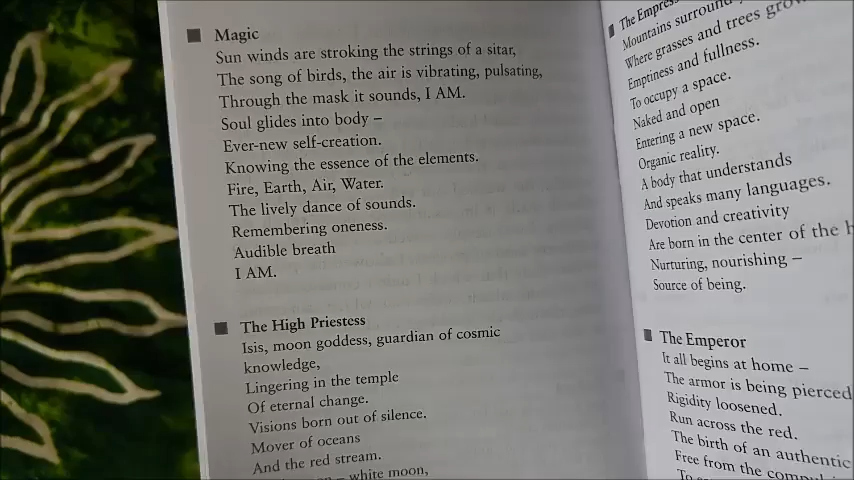 Magic
Sun winds are stroking the strings of a sitar,
The song of birds, the air is vibrating, pulsating,
Through the mask it sounds, I AM.
Soul glides into body –
Ever-new self-creation.
Knowing the essence of the elements.
Fire, Earth, Air, Water.
The lively dance of sounds.
Remembering oneness.
Audible breath
I AM.
The High Priestess
Isis, moon goddess, guardian of cosmic
knowledge,
Lingering in the temple
Of eternal change.
Visions born out of silence.
Mover of oceans
And the red stream.
– white moon,
The Empress
Mountains surround
Where grasses and trees grow
Emptiness and fullness.
To occupy a space.
Naked and open
Entering a new space.
Organic reality.
A body that understands
And speaks many languages.
Devotion and creativity
Are born in the center of the
Nurturing, nourishing –
Source of being.
The Emperor
It all begins at home –
The armor is being pierced
Rigidity loosened.
Run across the red.
The birth of an authentic
Free from the
To